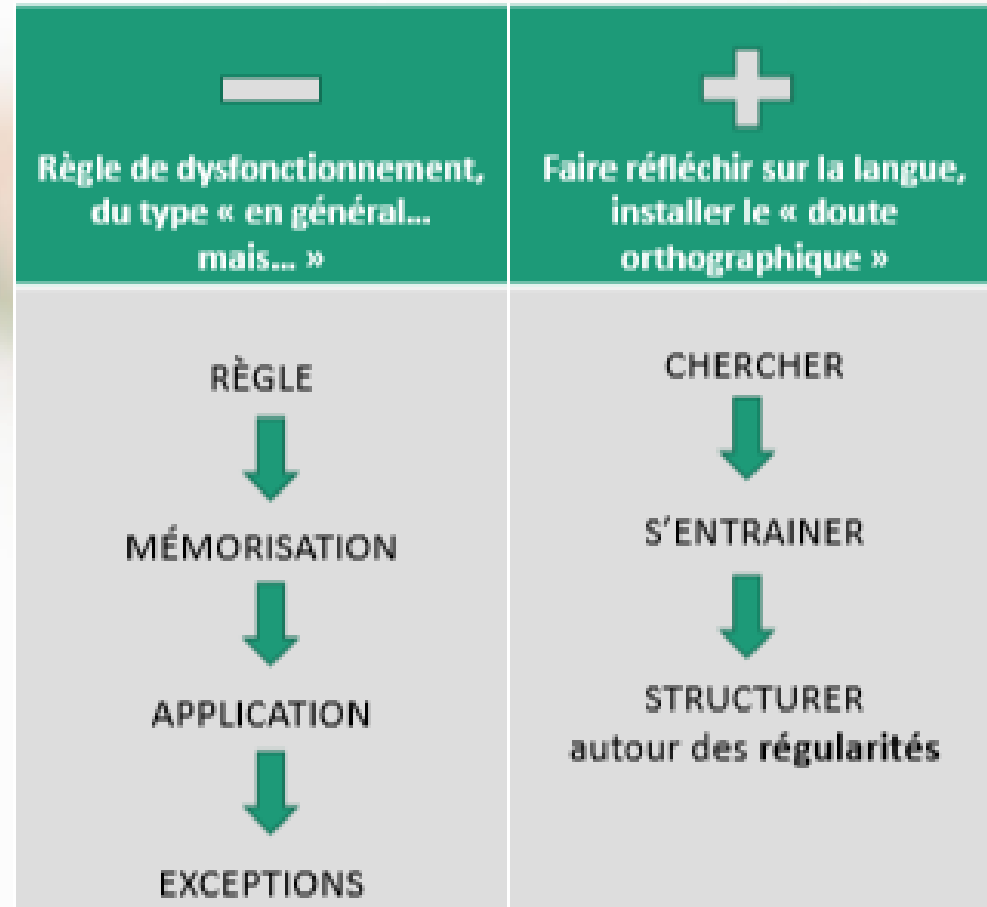 Règle de dysfonctionnement,
du type « en général...
mais... »
RÈGLE
MÉMORISATION
APPLICATION
EXCEPTIONS
Faire réfléchir sur la langue,
installer le « doute
orthographique »
CHERCHER
S'ENTRAINER
STRUCTURER
autour des régularités